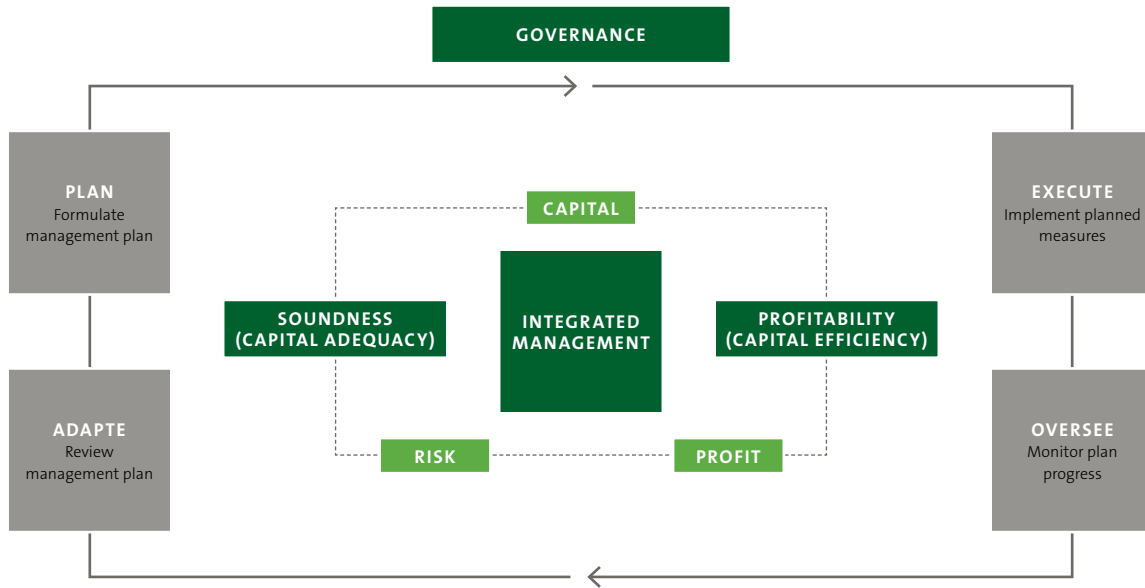 GOVERNANCE
PLAN
Formulate
management plan
EXECUTE
Implement planned
measures
CAPITAL
SOUNDNESS
(CAPITAL ADEQUACY)
INTEGRATED
MANAGEMENT
PROFITABILITY
(CAPITAL EFFICIENCY)
ADAPTE
Review
management plan
RISK
PROFIT
OVERSEE
Monitor plan
progress